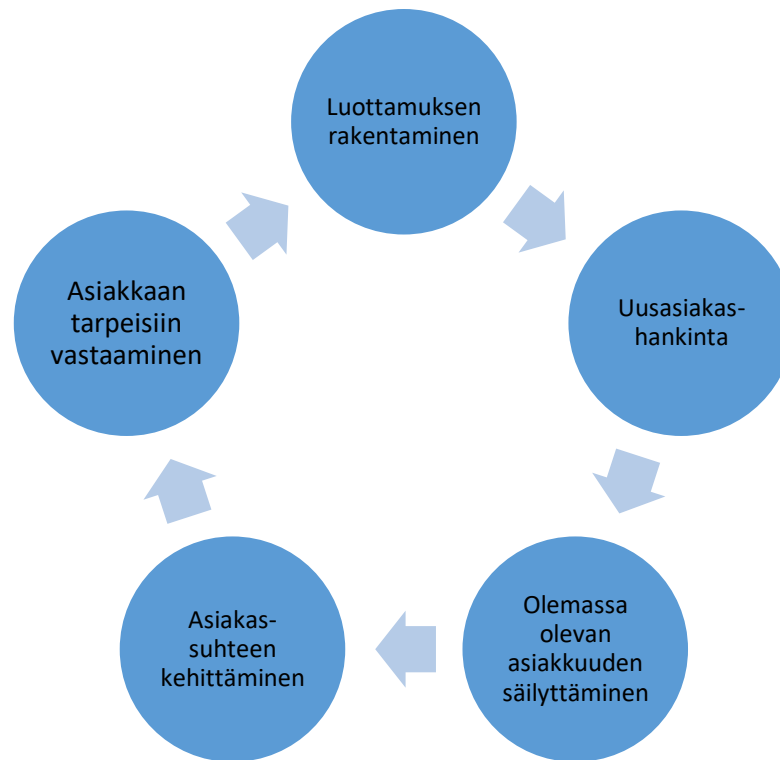 Luottamuksen
rakentaminen
Uusasiakas-
hankinta
Olemassa
olevan
asiakkuuden
säilyttäminen
Asiakas-
suhteen
kehittäminen
Asiakkaan
tarpeisiin
vastaaminen